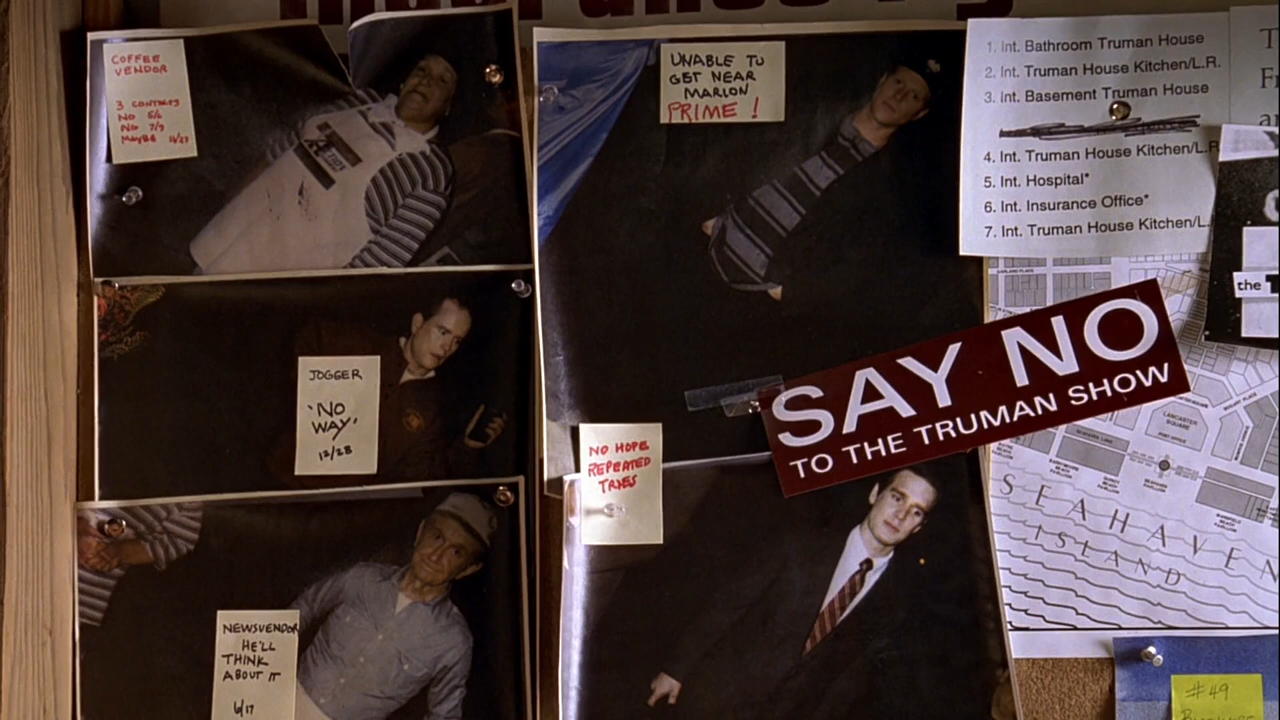 COFFEE
VENDOR
3 CONTACTS
NO 5/6
NO 7/9
MAYBE 11/27
UNABLE TO
GET NEAR
MARLON
PRIME !
1. Int. Bathroom Truman House
2. Int. Truman House Kitchen/L.R.
3. Int. Basement Truman House
4. Int. Truman House Kitchen/L.R
5. Int. Hospital*
6. Int. Insurance Office*
7. Int. Truman House Kitchen/L.
JOGGER
'NO
WAY'
12/28
the T
SAY NO
TO THE TRUMAN SHOW
LANCASTER
SQUARE
SEAHAVEN
ISLAND
NO HOPE
REPEATED
TRIES
NEWSVENDOR
HE'LL
THINK
ABOUT IT
6/17
#49